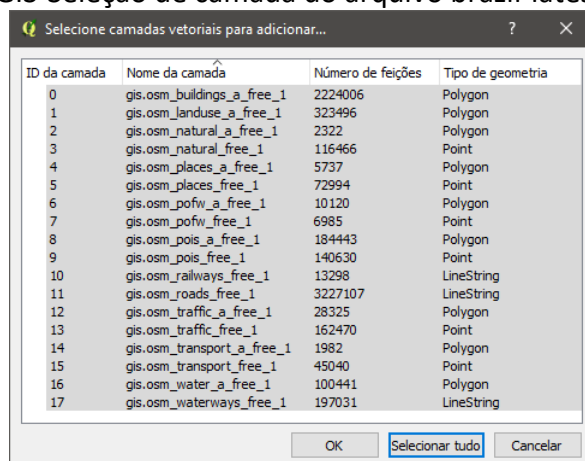 Seleção de camada do arquivo
Selecione camadas vetoriais para adicionar... ? ×
ID da camada Nome da camada Número de feições Tipo de geometria
0 gis.osm_buildings_a_free_1 2224006 Polygon
1 gis.osm_landuse_a_free_1 323496 Polygon
2 gis.osm_natural_a_free_1 2322 Polygon
3 gis.osm_natural_free_1 116466 Point
4 gis.osm_places_a_free_1 5737 Polygon
5 gis.osm_places_free_1 72994 Point
6 gis.osm_pofw_a_free_1 10120 Polygon
7 gis.osm_pofw_free_1 6985 Point
8 gis.osm_pois_a_free_1 184443 Polygon
9 gis.osm_pois_free_1 140630 Point
10 gis.osm_railways_free_1 13298 LineString
11 gis.osm_roads_free_1 3227107 LineString
12 gis.osm_traffic_a_free_1 28325 Polygon
13 gis.osm_traffic_free_1 162470 Point
14 gis.osm_transport_a_free_1 1982 Polygon
15 gis.osm_transport_free_1 45040 Point
16 gis.osm_water_a_free_1 100441 Polygon
17 gis.osm_waterways_free_1 197031 LineString
OK Selecionar tudo Cancelar